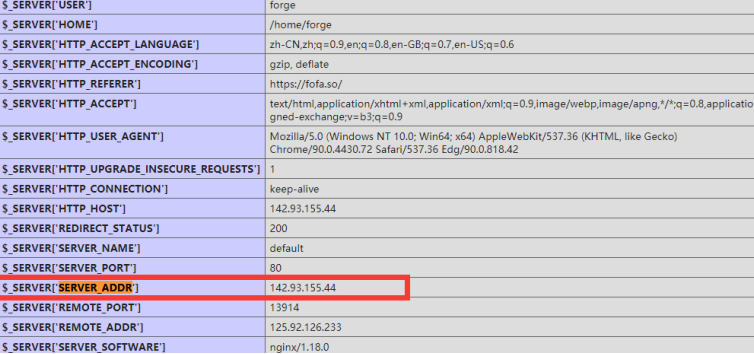 $_SERVER['USER'] forge
$_SERVER['HOME'] /home/forge
$_SERVER['HTTP_ACCEPT_LANGUAGE'] zh-CN,zh;q=0.9,en;q=0.8,en-GB;q=0.7,en-US;q=0.6
$_SERVER['HTTP_ACCEPT_ENCODING'] gzip, deflate
$_SERVER['HTTP_REFERER'] https://fofa.so/
$_SERVER['HTTP_ACCEPT'] text/html,application/xhtml+xml,application/xml;q=0.9,image/webp,image/apng,*/*;q=0.8,application
gned-exchange;v=b3;q=0.9
$_SERVER['HTTP_USER_AGENT'] Mozilla/5.0 (Windows NT 10.0; Win64; x64) AppleWebKit/537.36 (KHTML, like Gecko)
Chrome/90.0.4430.72 Safari/537.36 Edg/90.0.818.42
$_SERVER['HTTP_UPGRADE_INSECURE_REQUESTS'] 1
$_SERVER['HTTP_CONNECTION'] keep-alive
$_SERVER['HTTP_HOST'] 142.93.155.44
$_SERVER['REDIRECT_STATUS'] 200
$_SERVER['SERVER_NAME'] default
$_SERVER['SERVER_PORT'] 80
$_SERVER['SERVER_ADDR'] 142.93.155.44
$_SERVER['REMOTE_PORT'] 13914
$_SERVER['REMOTE_ADDR'] 125.92.126.233
$_SERVER['SERVER_SOFTWARE'] nginx/1.18.0